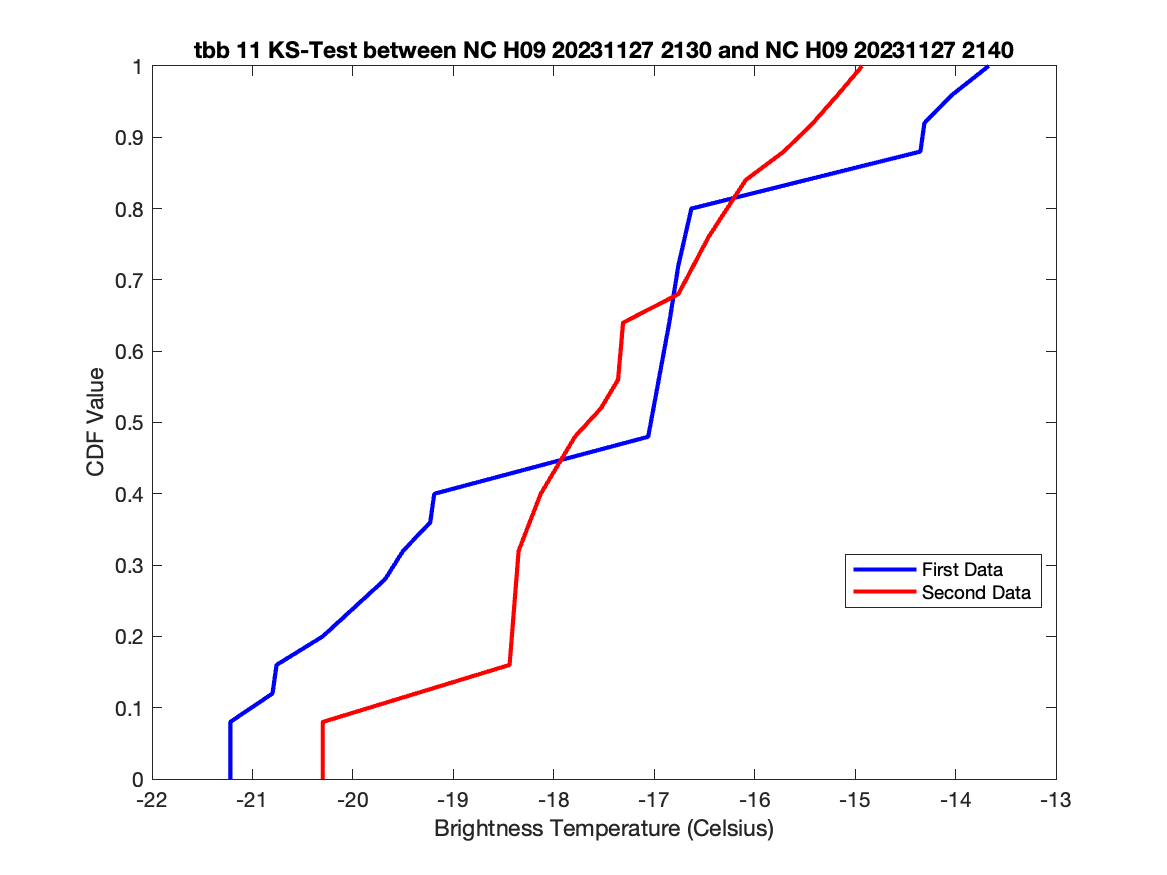 tbb 11 KS-Test between NC H09 20231127 2130 and NC H09 20231127 2140
1
0.9
0.8
0.7
0.6
0.5
0.4
0.3
0.2
0.1
0
CDF Value
First Data
Second Data
-22 -21 -20 -19 -18 -17 -16 -15 -14 -13
Brightness Temperature (Celsius)